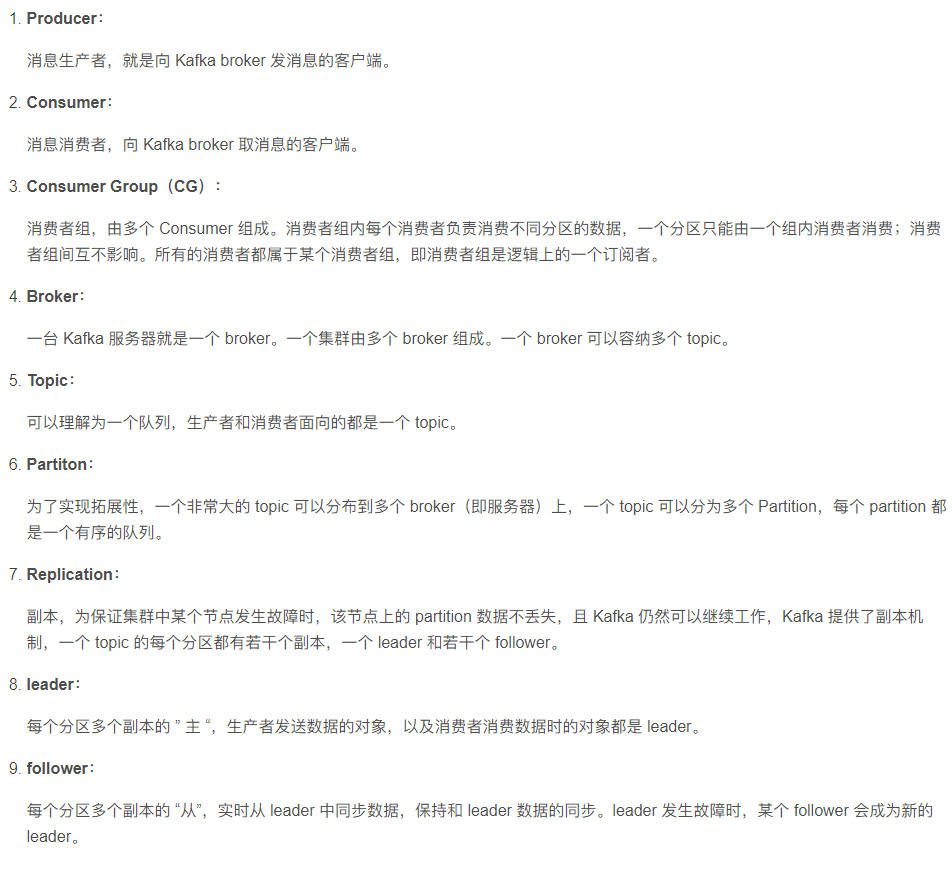 1. Producer：
消息生产者，就是向 Kafka broker 发消息的客户端。
2. Consumer：
消息消费者，向 Kafka broker 取消息的客户端。
3. Consumer Group（CG）：
消费者组，由多个 Consumer 组成。消费者组内每个消费者负责消费不同分区的数据，一个分区只能由一个组内消费者消费；消费
者组间互不影响。所有的消费者都属于某个消费者组，即消费者组是逻辑上的一个订阅者。
4. Broker：
一台 Kafka 服务器就是一个 broker。一个集群由多个 broker 组成。一个 broker 可以容纳多个 topic。
5. Topic：
可以理解为一个队列，生产者和消费者面向的都是一个 topic。
6. Partiton：
为了实现拓展性，一个非常大的 topic 可以分布到多个 broker（即服务器）上，一个 topic 可以分为多个 Partition，每个 partition 都
是一个有序的队列。
7. Replication：
副本，为保证集群中某个节点发生故障时，该节点上的 partition 数据不丢失，且 Kafka 仍然可以继续工作，Kafka 提供了副本机
制，一个 topic 的每个分区都有若干个副本，一个 leader 和若干个 follower。
8. leader：
每个分区多个副本的 ” 主 “，生产者发送数据的对象，以及消费者消费数据时的对象都是 leader。
9. follower：
每个分区多个副本的 “从”，实时从 leader 中同步数据，保持和 leader 数据的同步。leader 发生故障时，某个 follower 会成为新的
leader。